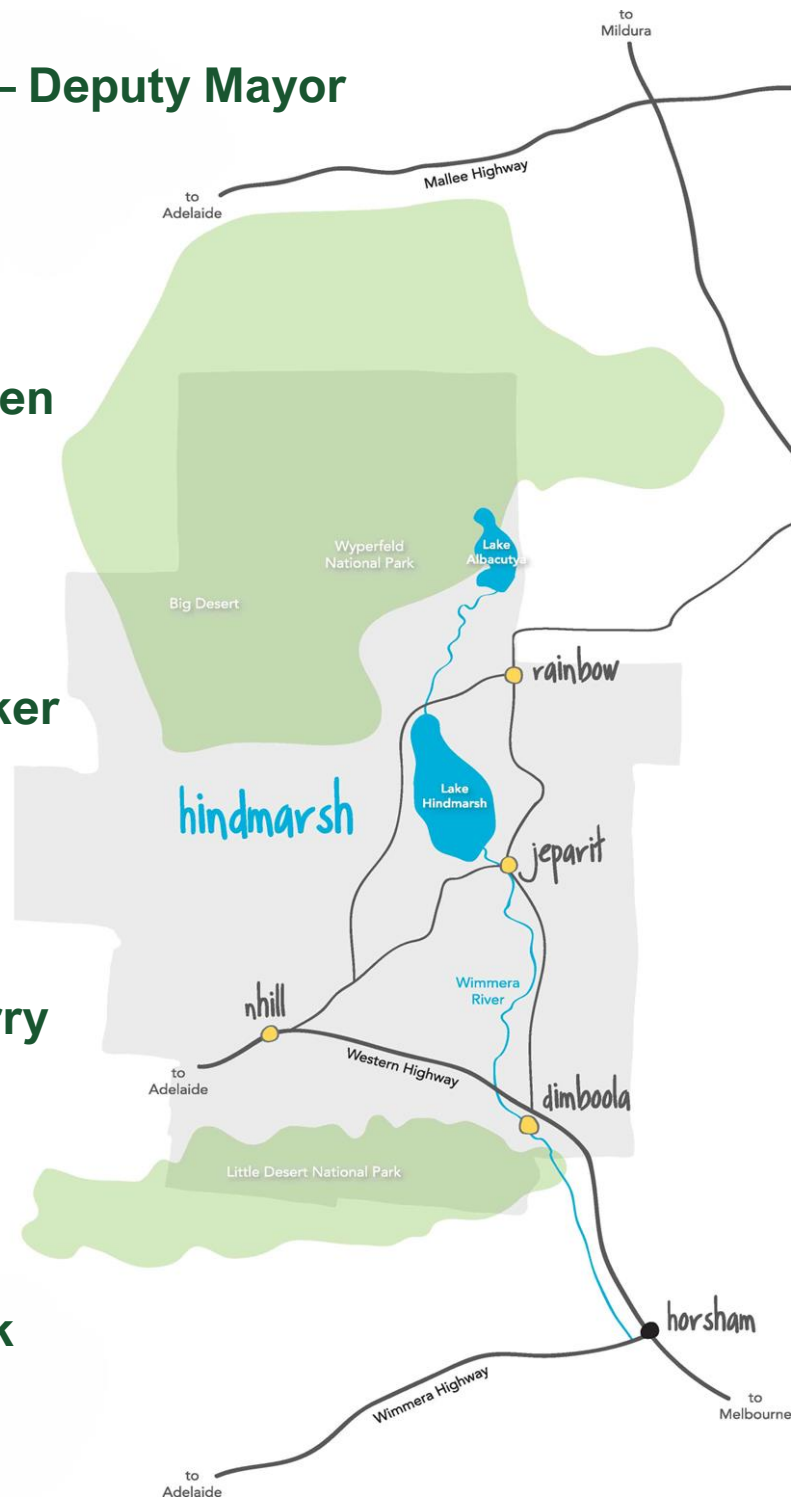 to
Mildura
– Deputy Mayor
Mallee Highway
to
Adelaide
en
Wyperfeld
National Park
Lake
Albacutya
Big Desert
rainbow
ker
hindmarsh
Lake
Hindmarsh
jeparit
Wimmera
River
nhill
rry
Western Highway
to
Adelaide
dimboola
Little Desert National Park
horsham
k
Wimmera Highway
to
Melbourne
to
Adelaide